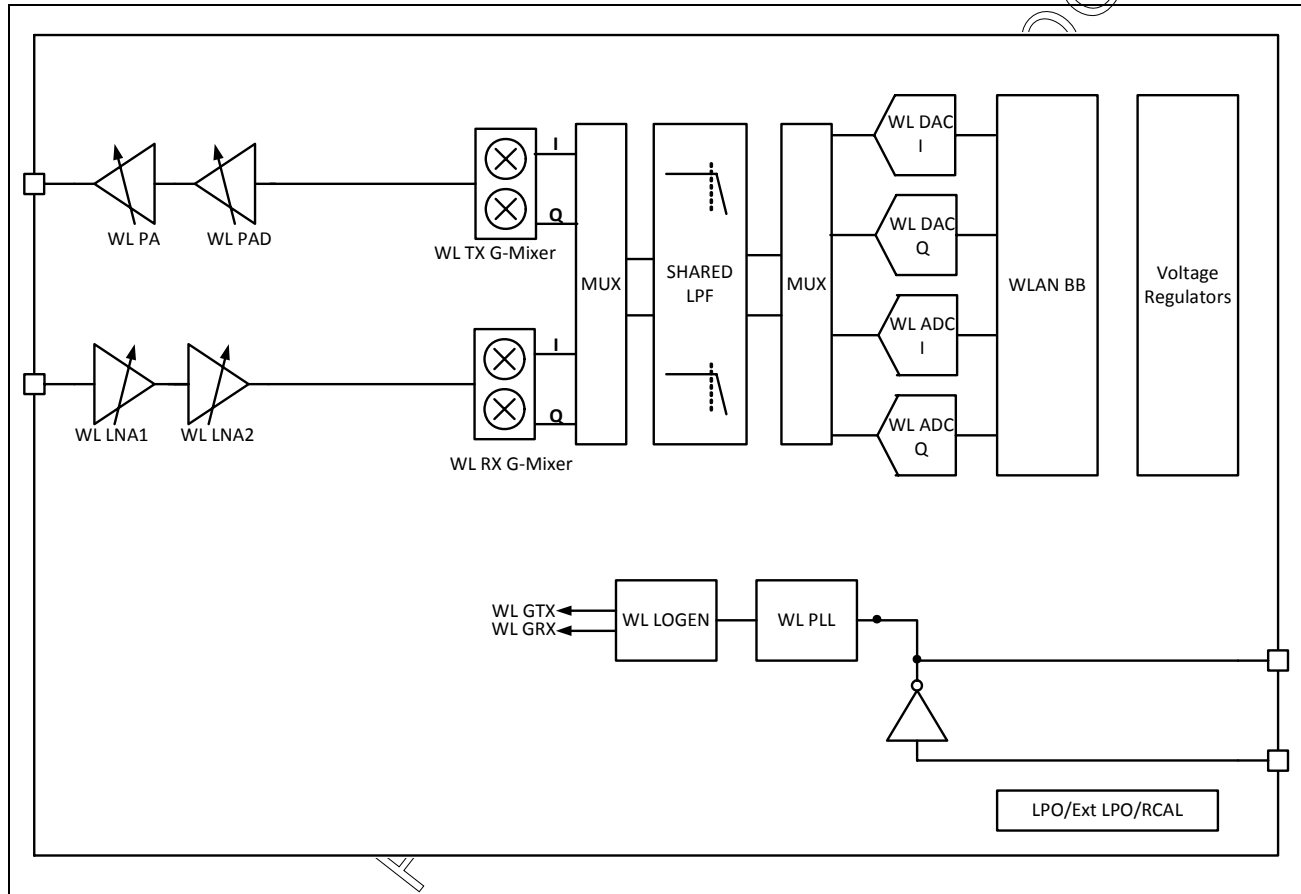 WL PA
WL PAD
WL TX G-Mixer
I
Q
WL LNA1
WL LNA2
WL RX G-Mixer
I
Q
MUX
SHARED
LPF
MUX
WL DAC
I
WL DAC
Q
WL ADC
I
WL ADC
Q
WLAN BB
Voltage
Regulators
WL GTX
WL GRX
WL LOGEN
WL PLL
LPO/Ext LPO/RCAL